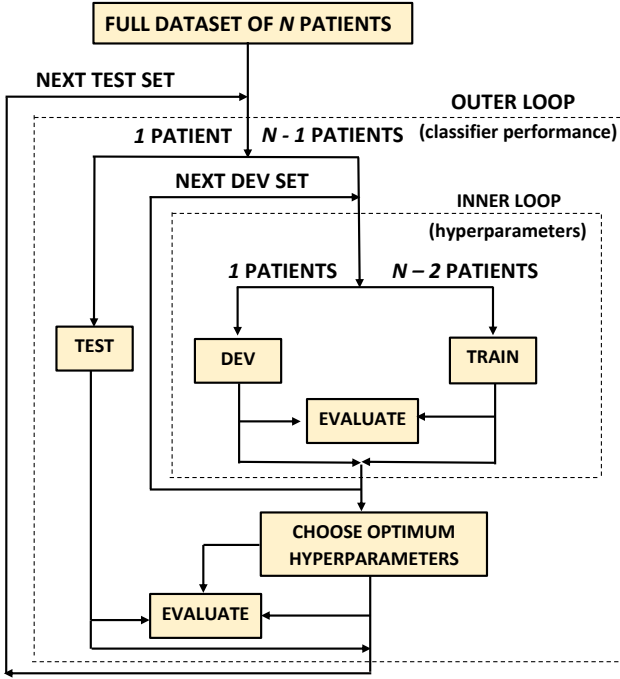 FULL DATASET OF N PATIENTS
NEXT TEST SET
OUTER LOOP
(classifier performance)
1 PATIENT
N - 1 PATIENTS
NEXT DEV SET
INNER LOOP
(hyperparameters)
1 PATIENTS
N – 2 PATIENTS
TEST
DEV
TRAIN
EVALUATE
CHOOSE OPTIMUM
HYPERPARAMETERS
EVALUATE